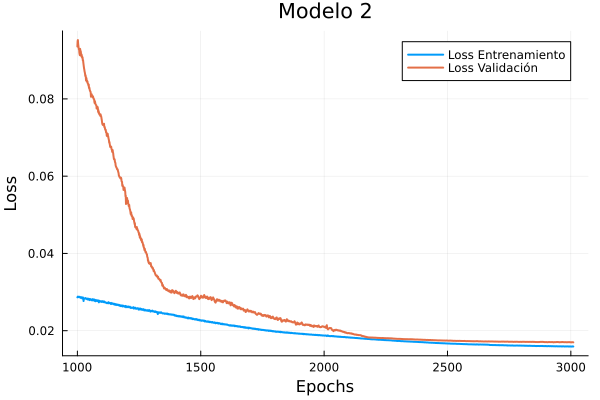 Modelo 2
Loss Entrenamiento
Loss Validación
Loss
0.08
0.06
0.04
0.02
1000 1500 2000 2500 3000
Epochs